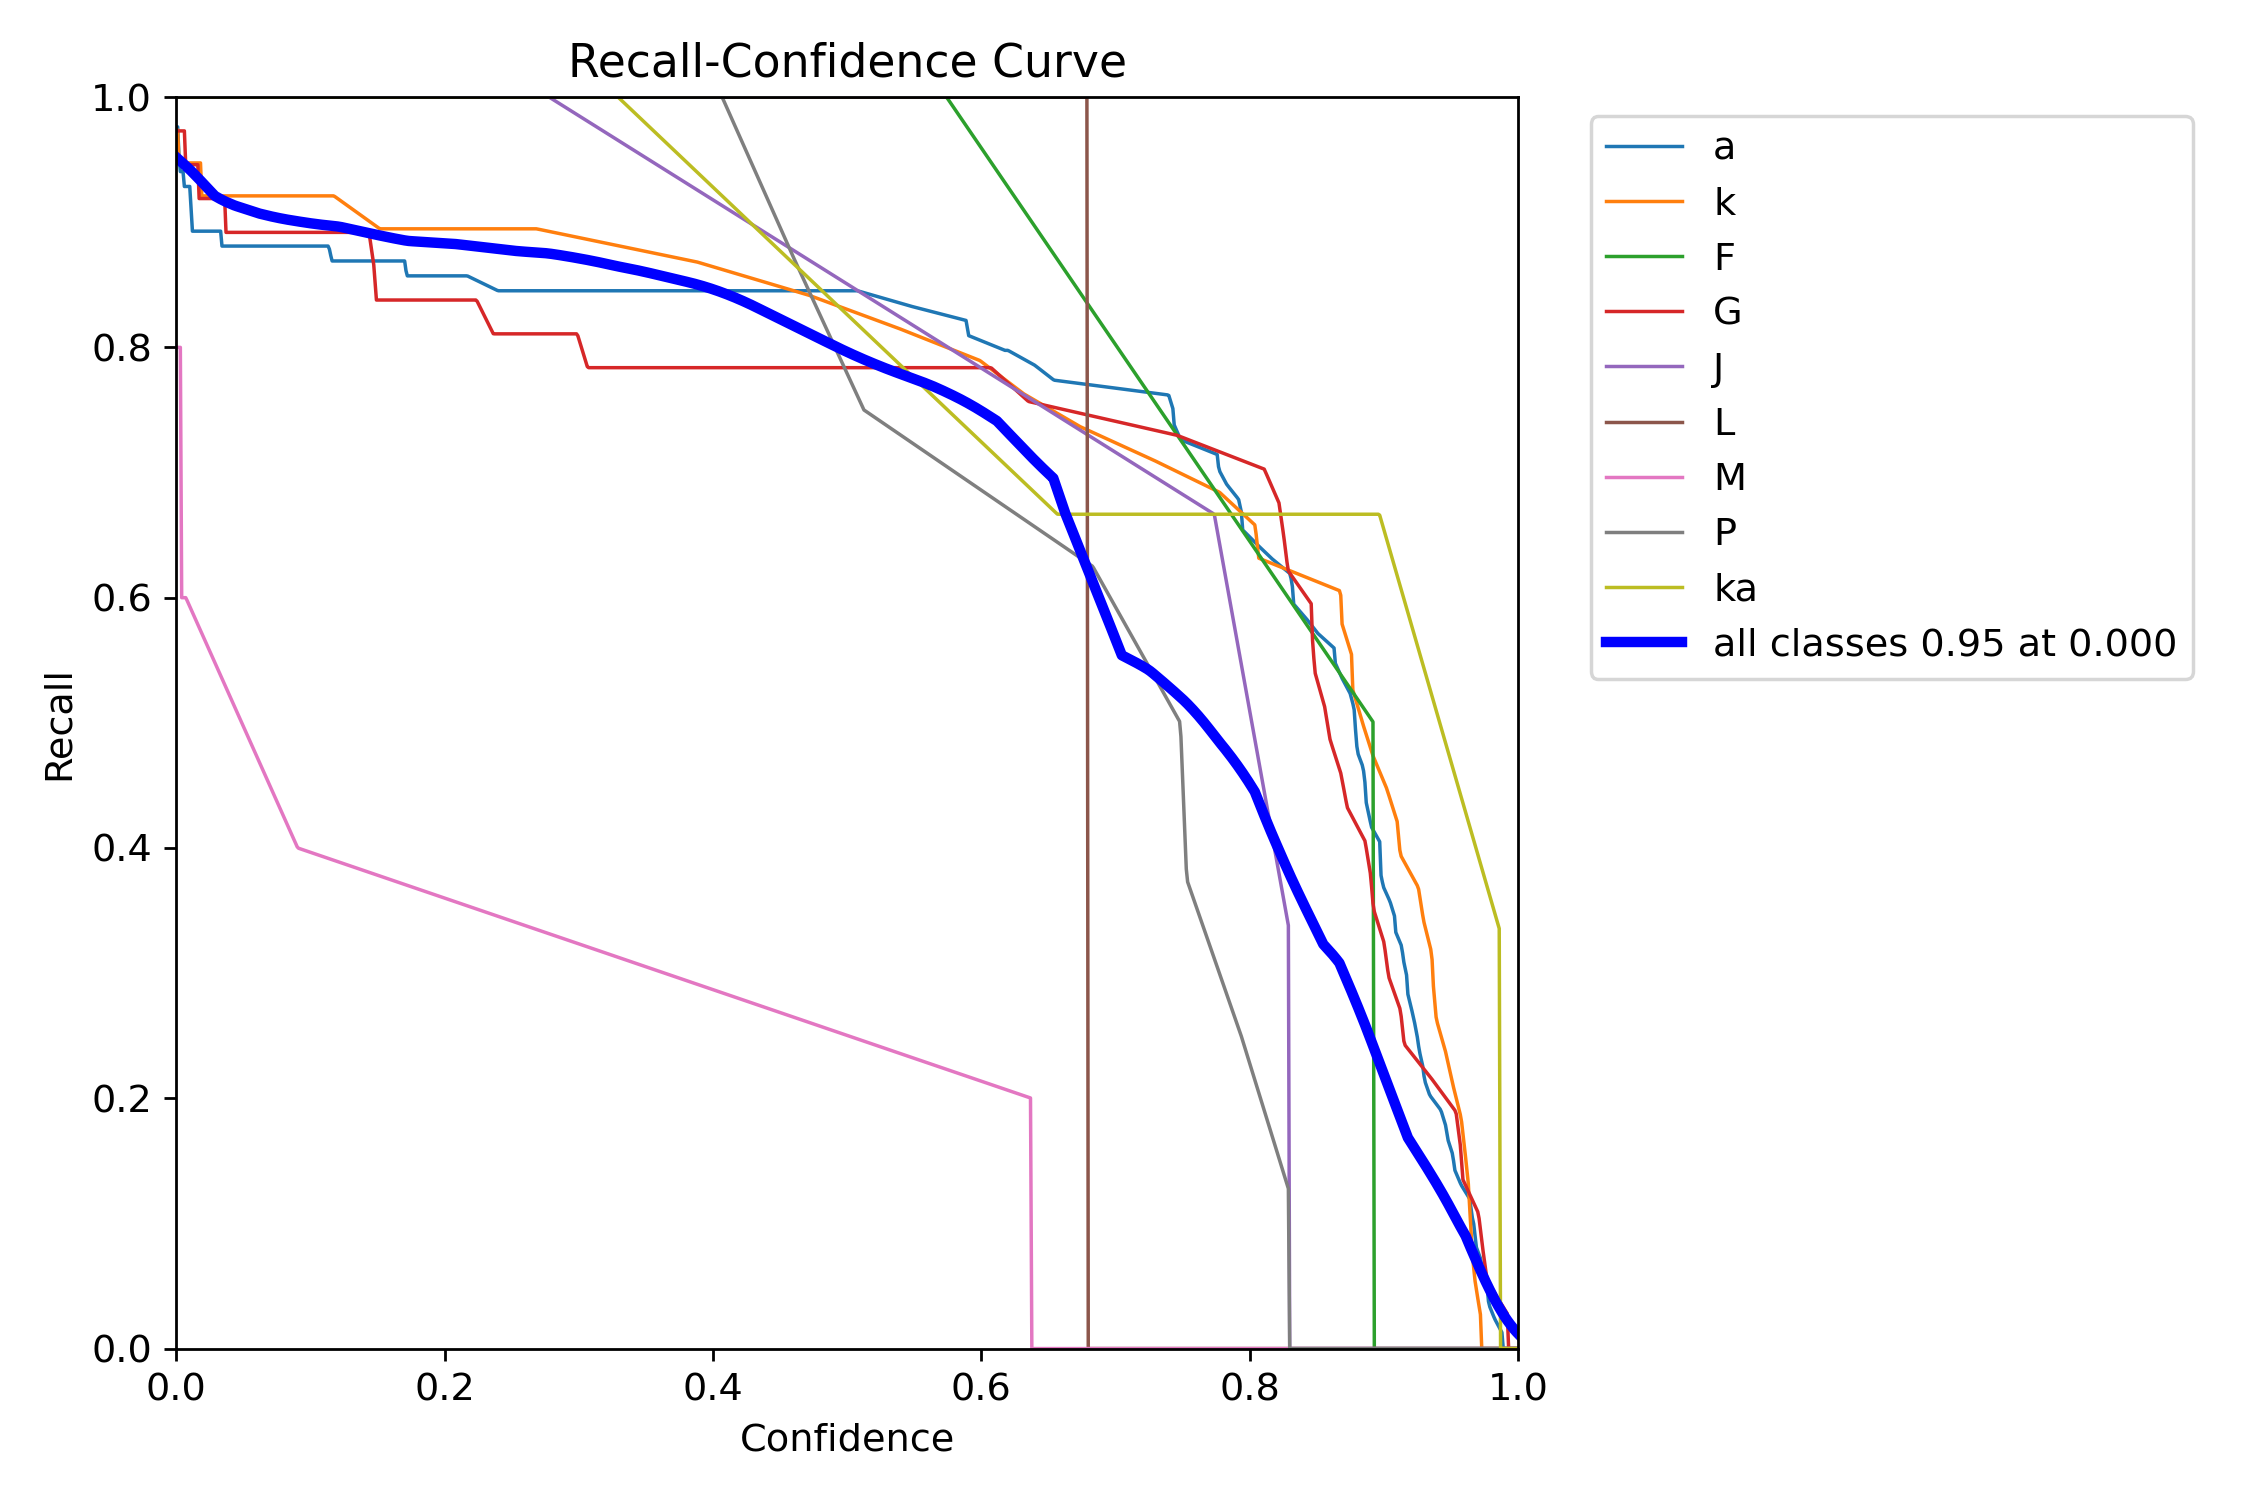 Recall-Confidence Curve
1.0
0.8
0.6
0.4
0.2
0.0
Recall
0.0 0.2 0.4 0.6 0.8 1.0
Confidence
a
k
F
G
J
L
M
P
ka
all classes 0.95 at 0.000